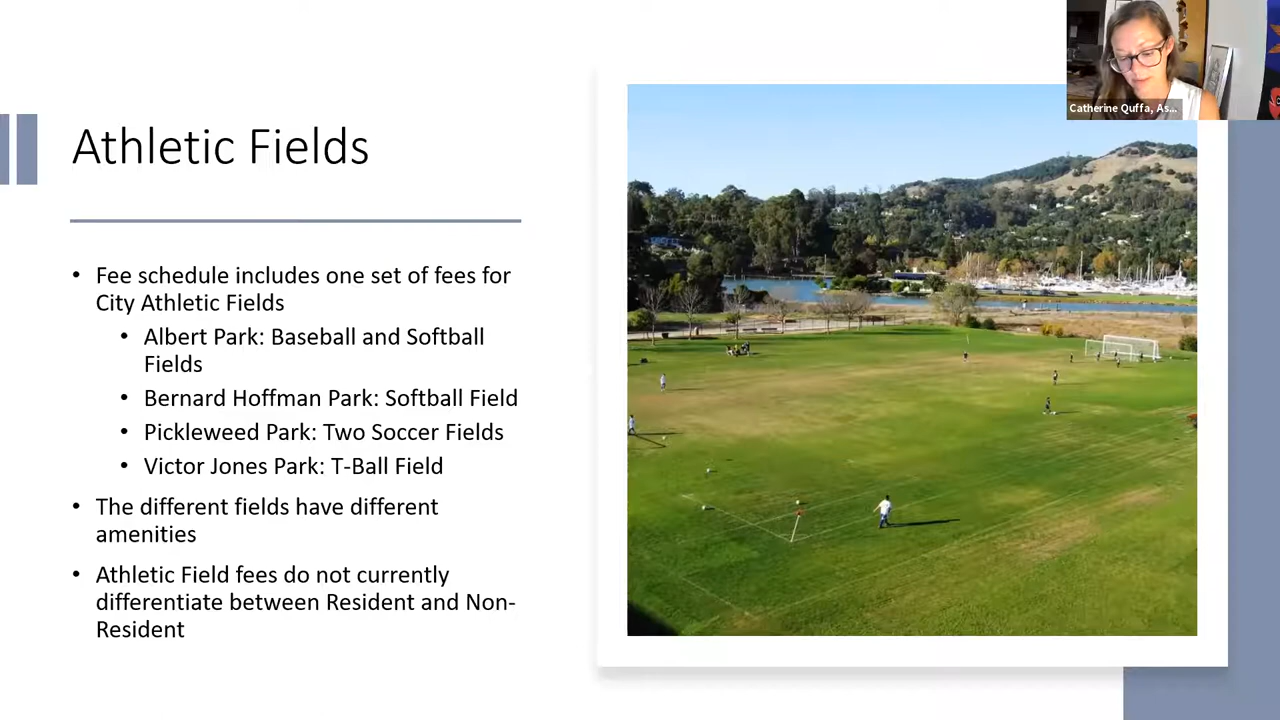 Catherine Quffa, As...
Athletic Fields
• Fee schedule includes one set of fees for
City Athletic Fields
• Albert Park: Baseball and Softball
Fields
• Bernard Hoffman Park: Softball Field
• Pickleweed Park: Two Soccer Fields
• Victor Jones Park: T-Ball Field
• The different fields have different
amenities
• Athletic Field fees do not currently
differentiate between Resident and Non-
Resident